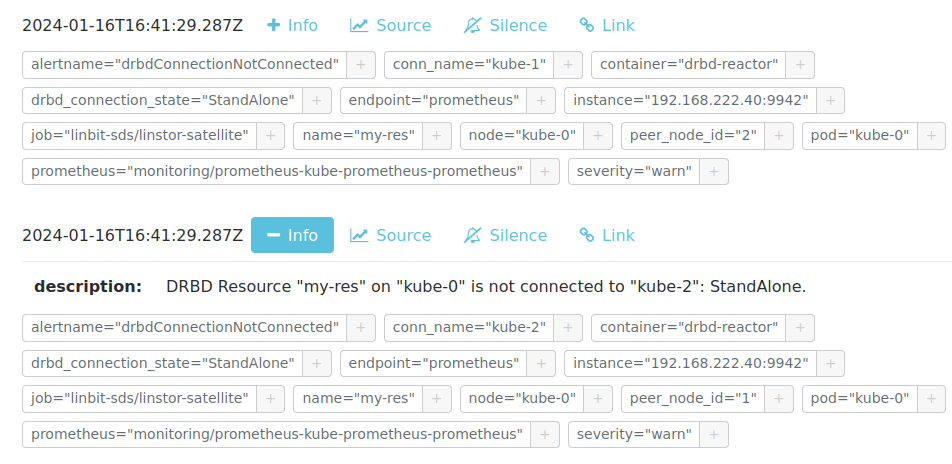 2024-01-16T16:41:29.287Z + Info Source Silence Link
alertname="drbdConnectionNotConnected" + conn_name="kube-1" + container="drbd-reactor" +
drbd_connection_state="StandAlone" + endpoint="prometheus" + instance="192.168.222.40:9942" +
job="linbit-sds/linstor-satellite" + name="my-res" + node="kube-0" + peer_node_id="2" + pod="kube-0" +
prometheus="monitoring/prometheus-kube-prometheus-prometheus" + severity="warn" +
2024-01-16T16:41:29.287Z − Info Source Silence Link
description: DRBD Resource "my-res" on "kube-0" is not connected to "kube-2": StandAlone.
alertname="drbdConnectionNotConnected" + conn_name="kube-2" + container="drbd-reactor" +
drbd_connection_state="StandAlone" + endpoint="prometheus" + instance="192.168.222.40:9942" +
job="linbit-sds/linstor-satellite" + name="my-res" + node="kube-0" + peer_node_id="1" + pod="kube-0" +
prometheus="monitoring/prometheus-kube-prometheus-prometheus" + severity="warn" +